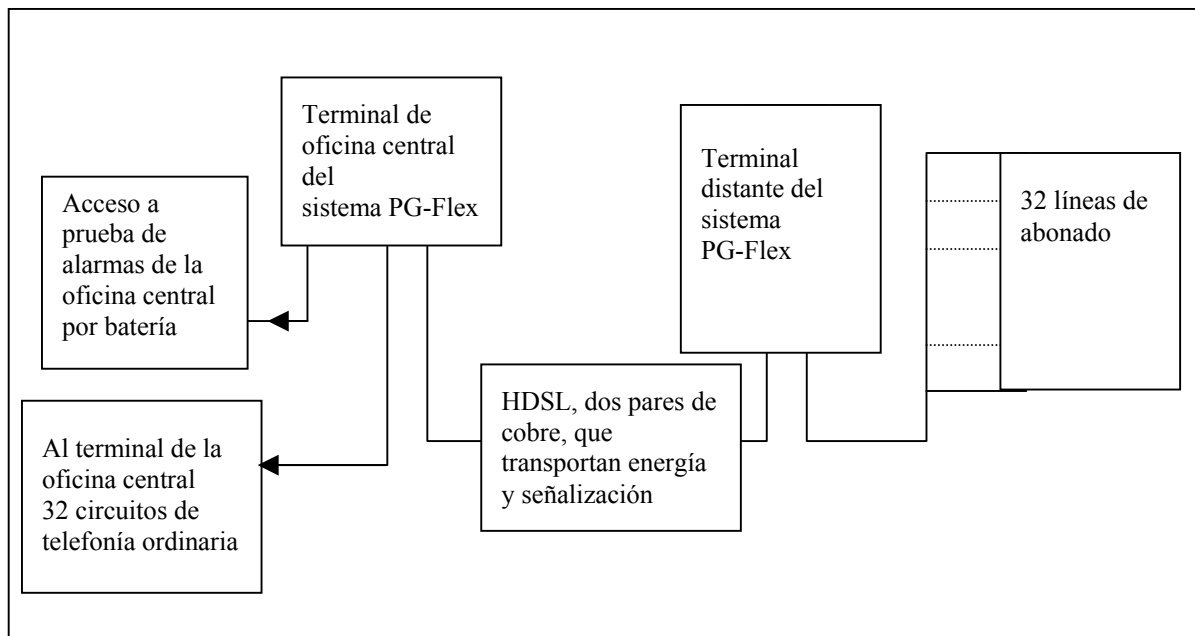 Terminal de
oficina central
del
sistema PG-Flex
Terminal
distante del
sistema
PG-Flex
Acceso a
prueba de
alarmas de la
oficina central
por batería
32 líneas de
abonado
HDSL, dos pares de
cobre, que
transportan energía
y señalización
Al terminal de la
oficina central
32 circuitos de
telefonía ordinaria